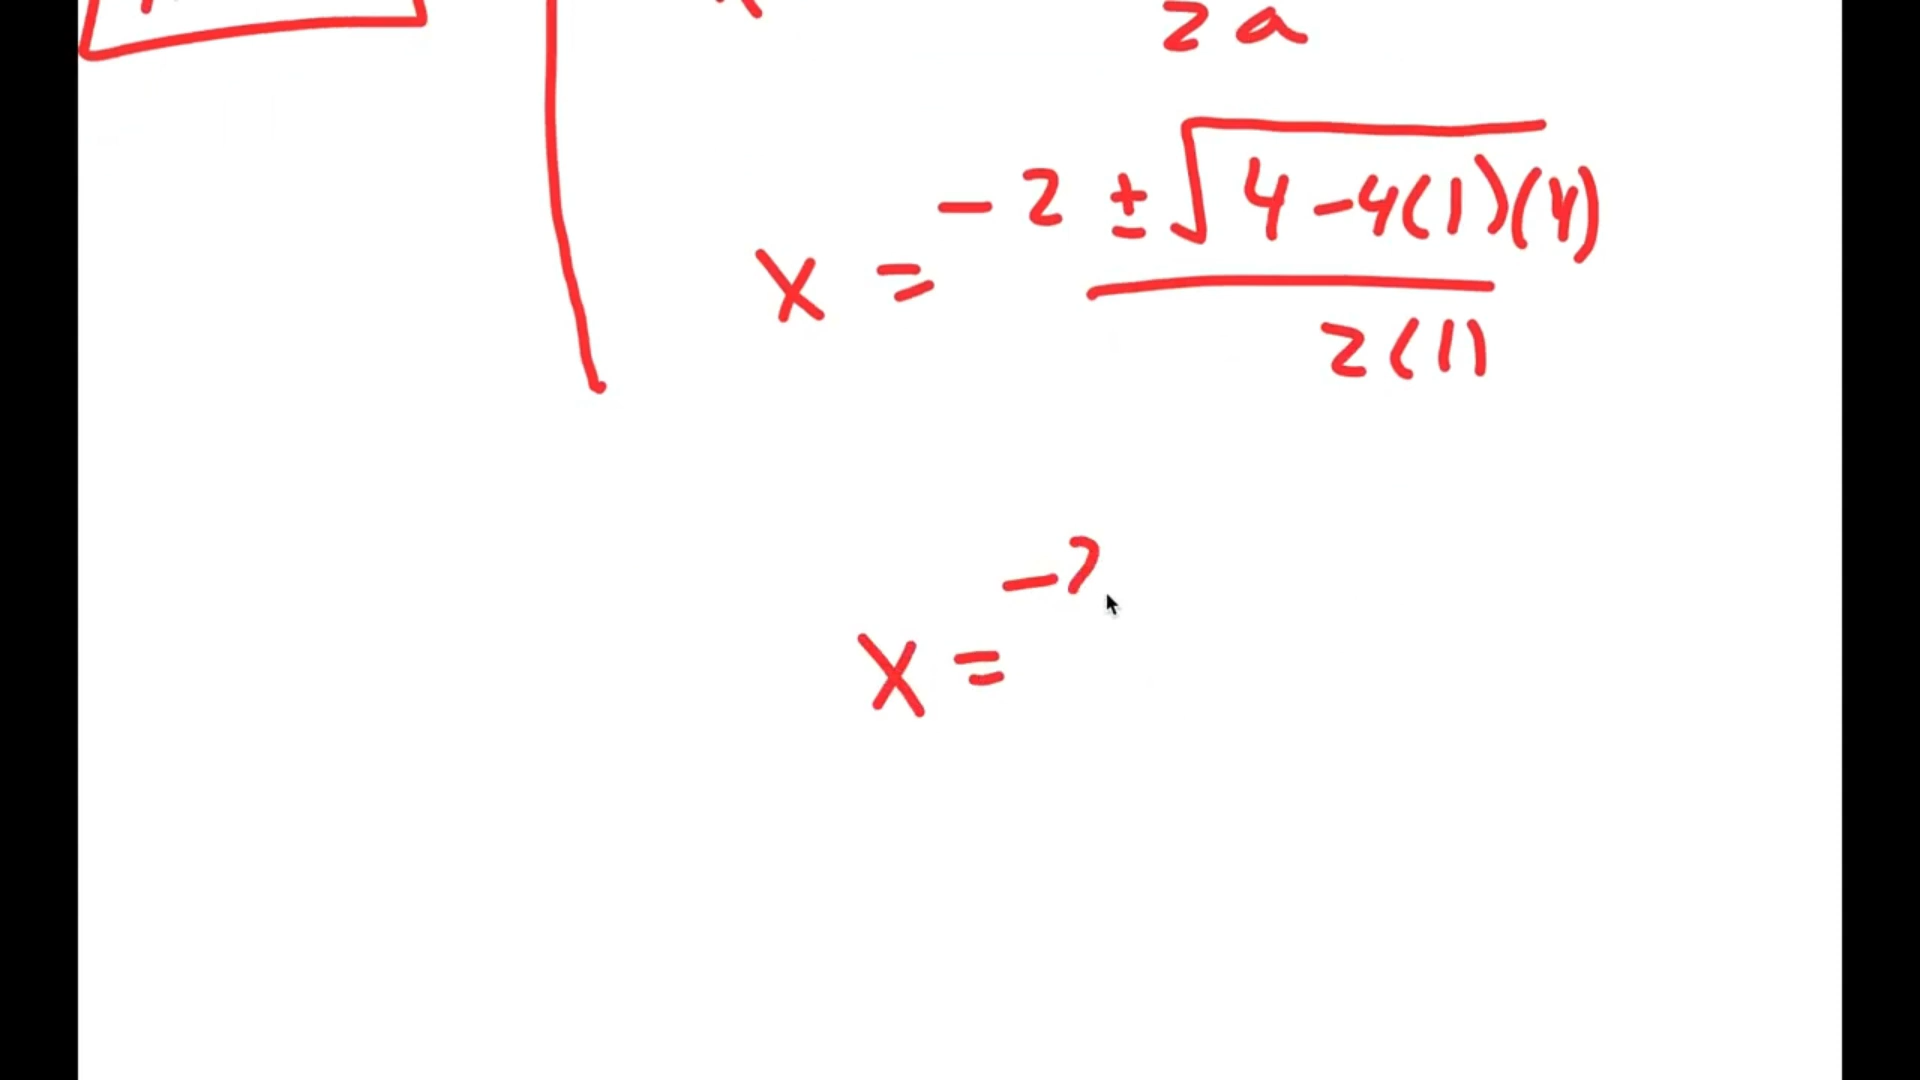 2a
x = -2 ± √4-4(1)(4)
2(1)
x = -2